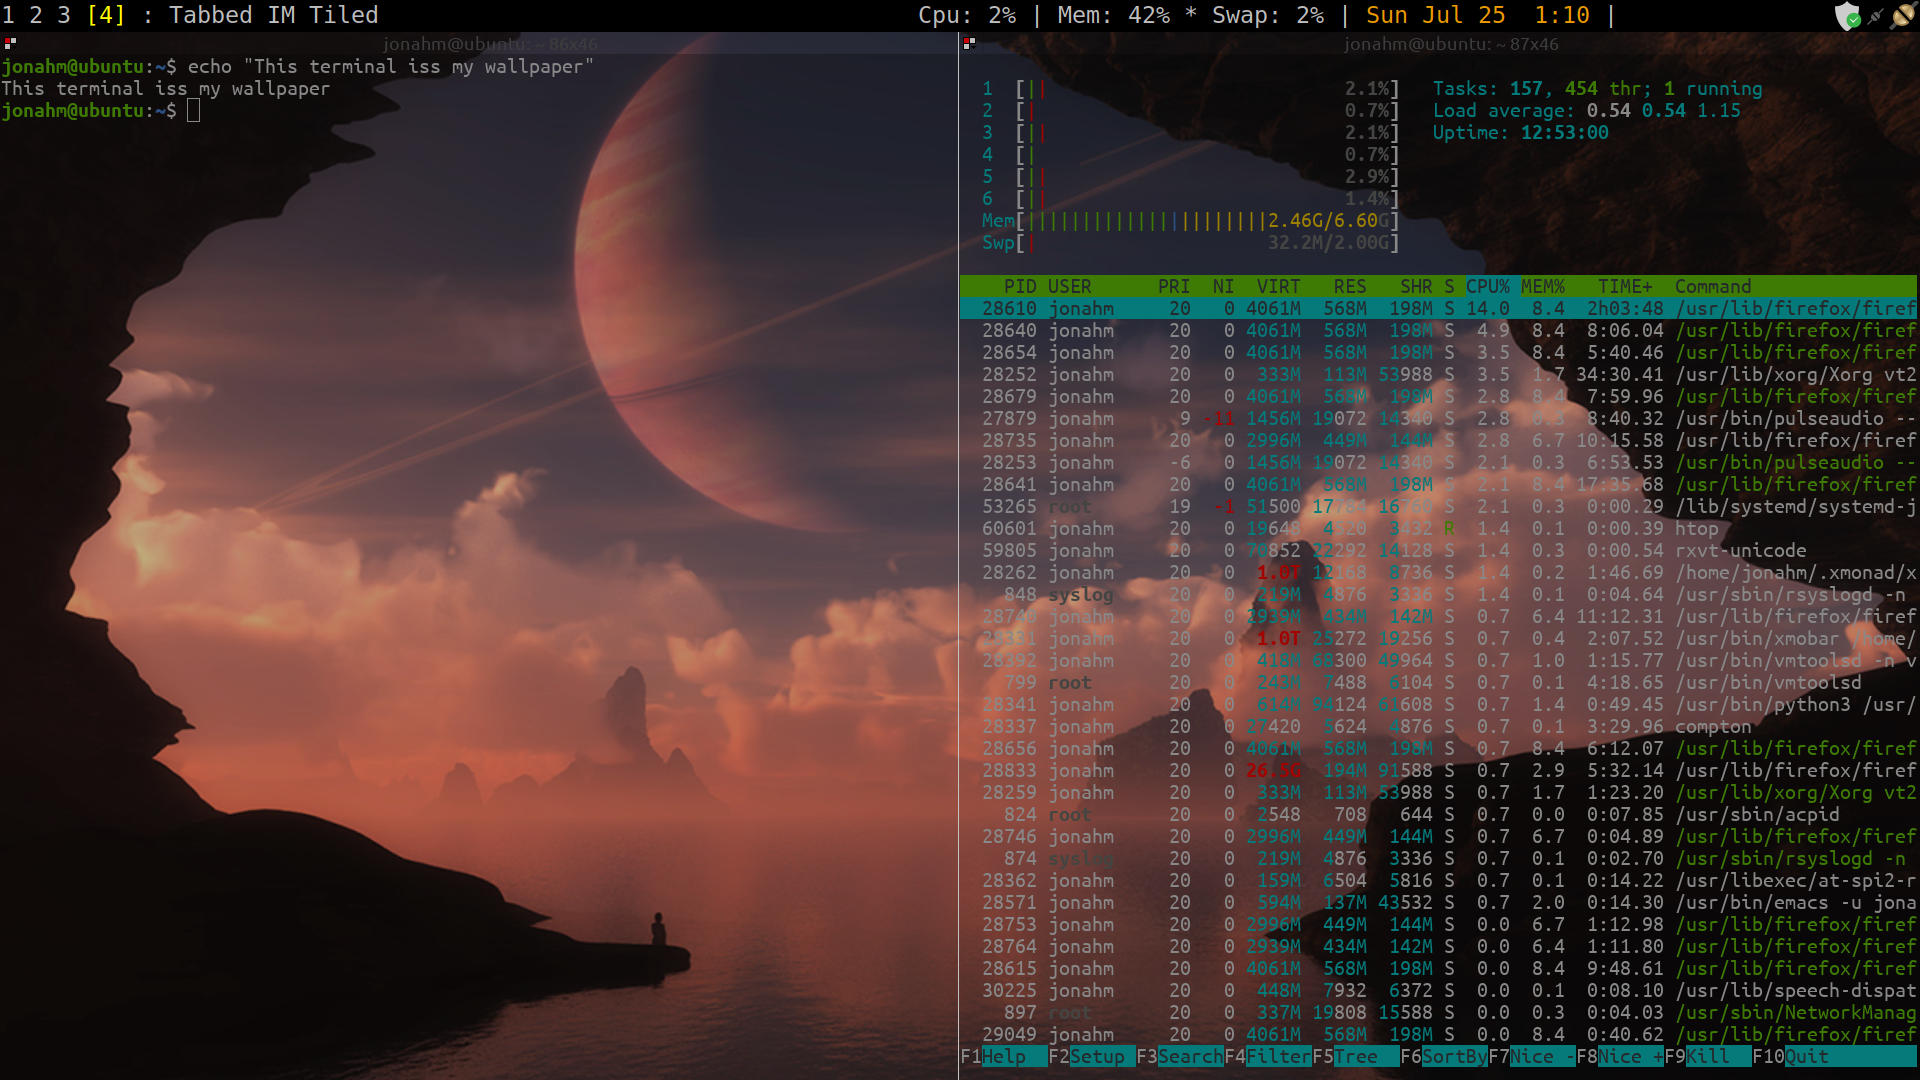 1 2 3 [4] : Tabbed IM Tiled
Cpu: 2% | Mem: 42% * Swap: 2% | Sun Jul 25  1:10 |
jonahm@ubuntu: ~ 86x46
jonahm@ubuntu:~$ echo "This terminal iss my wallpaper"
This terminal iss my wallpaper
jonahm@ubuntu:~$
jonahm@ubuntu: ~ 87x46
1 [|| 2.1%] Tasks: 157, 454 thr; 1 running
2 [| 0.7%] Load average: 0.54 0.54 1.15
3 [|| 2.1%] Uptime: 12:53:00
4 [| 0.7%]
5 [|| 2.9%]
6 [|| 1.4%]
Mem[||||||||||||||||||||||2.46G/6.60G]
Swp[| 32.2M/2.00G]
PID USER PRI NI VIRT RES SHR S CPU% MEM% TIME+ Command
28610 jonahm 20 0 4061M 568M 198M S 14.0 8.4 2h03:48 /usr/lib/firefox/firef
28640 jonahm 20 0 4061M 568M 198M S 4.9 8.4 8:06.04 /usr/lib/firefox/firef
28654 jonahm 20 0 4061M 568M 198M S 3.5 8.4 5:40.46 /usr/lib/firefox/firef
28252 jonahm 20 0 333M 113M 53988 S 3.5 1.7 34:30.41 /usr/lib/xorg/Xorg vt2
28679 jonahm 20 0 4061M 568M 198M S 2.8 8.4 7:59.96 /usr/lib/firefox/firef
27879 jonahm 9 -11 1456M 19072 14340 S 2.8 0.3 8:40.32 /usr/bin/pulseaudio --
28735 jonahm 20 0 2996M 449M 144M S 2.8 6.7 10:15.58 /usr/lib/firefox/firef
28253 jonahm -6 0 1456M 19072 14340 S 2.1 0.3 6:53.53 /usr/bin/pulseaudio --
28641 jonahm 20 0 4061M 568M 198M S 2.1 8.4 17:35.68 /usr/lib/firefox/firef
53265 root 19 -1 51500 S 2.1 0.3 0:00.29 /lib/systemd/systemd-j
60601 jonahm 20 0 19648 4320 3432 R 1.4 0.1 0:00.39 htop
59805 jonahm 20 0 70852 22292 14128 S 1.4 0.3 0:00.54 rxvt-unicode
28262 jonahm 20 0 1.0T 12168 8736 S 1.4 0.2 1:46.69 /home/jonahm/.xmonad/x
848 syslog 20 0 219M 4876 3336 S 1.4 0.1 0:04.64 /usr/sbin/rsyslogd -n
28740 jonahm 20 0 2939M 434M 142M S 0.7 6.4 11:12.31 /usr/lib/firefox/firef
28331 jonahm 20 0 1.0T 25272 19256 S 0.7 0.4 2:07.52 /usr/bin/xmobar /home/
28392 jonahm 20 0 418M 68300 49964 S 0.7 1.0 1:15.77 /usr/bin/vmtoolsd -n v
799 root 20 0 243M 7488 6104 S 0.7 0.1 4:18.65 /usr/bin/vmtoolsd
28341 jonahm 20 0 614M 94124 61608 S 0.7 1.4 0:49.45 /usr/bin/python3 /usr/
28337 jonahm 20 0 27420 5624 4876 S 0.7 0.1 3:29.96 compton
28656 jonahm 20 0 4061M 568M 198M S 0.7 8.4 6:12.07 /usr/lib/firefox/firef
28833 jonahm 20 0 26.5G 194M 91588 S 0.7 2.9 5:32.14 /usr/lib/firefox/firef
28259 jonahm 20 0 333M 113M 53988 S 0.7 1.7 1:23.20 /usr/lib/xorg/Xorg vt2
824 root 20 0 2548 708 644 S 0.7 0.0 0:07.85 /usr/sbin/acpid
28746 jonahm 20 0 2996M 449M 144M S 0.7 6.7 0:04.89 /usr/lib/firefox/firef
874 syslog 20 0 219M 4876 3336 S 0.7 0.1 0:02.70 /usr/sbin/rsyslogd -n
28362 jonahm 20 0 159M 6504 5816 S 0.7 0.1 0:14.22 /usr/libexec/at-spi2-r
28571 jonahm 20 0 594M 137M 43532 S 0.7 2.0 0:14.30 /usr/bin/emacs -u jona
28753 jonahm 20 0 2996M 449M 144M S 0.0 6.7 1:12.98 /usr/lib/firefox/firef
28764 jonahm 20 0 2939M 434M 142M S 0.0 6.4 1:11.80 /usr/lib/firefox/firef
28615 jonahm 20 0 4061M 568M 198M S 0.0 8.4 9:48.61 /usr/lib/firefox/firef
30225 jonahm 20 0 448M 7932 6372 S 0.0 0.1 0:08.10 /usr/lib/speech-dispat
897 root 20 0 337M 19808 15588 S 0.0 0.3 0:04.03 /usr/sbin/NetworkManag
29049 jonahm 20 0 4061M 568M 198M S 0.0 8.4 0:40.62 /usr/lib/firefox/firef
F1Help F2Setup F3SearchF4FilterF5Tree F6SortByF7Nice -F8Nice +F9Kill F10Quit